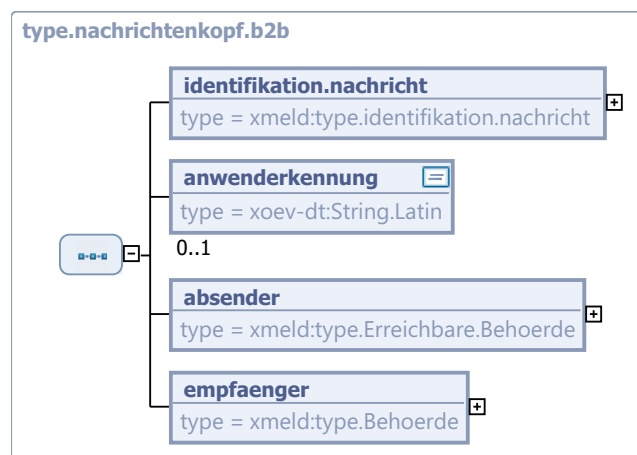 type.nachrichtenkopf.b2b
identifikation.nachricht
type = xmeld:type.identifikation.nachricht
anwenderkennung
type = xoev-dt:String.Latin
0..1
absender
type = xmeld:type.Erreichbare.Behoerde
empfaenger
type = xmeld:type.Behoerde